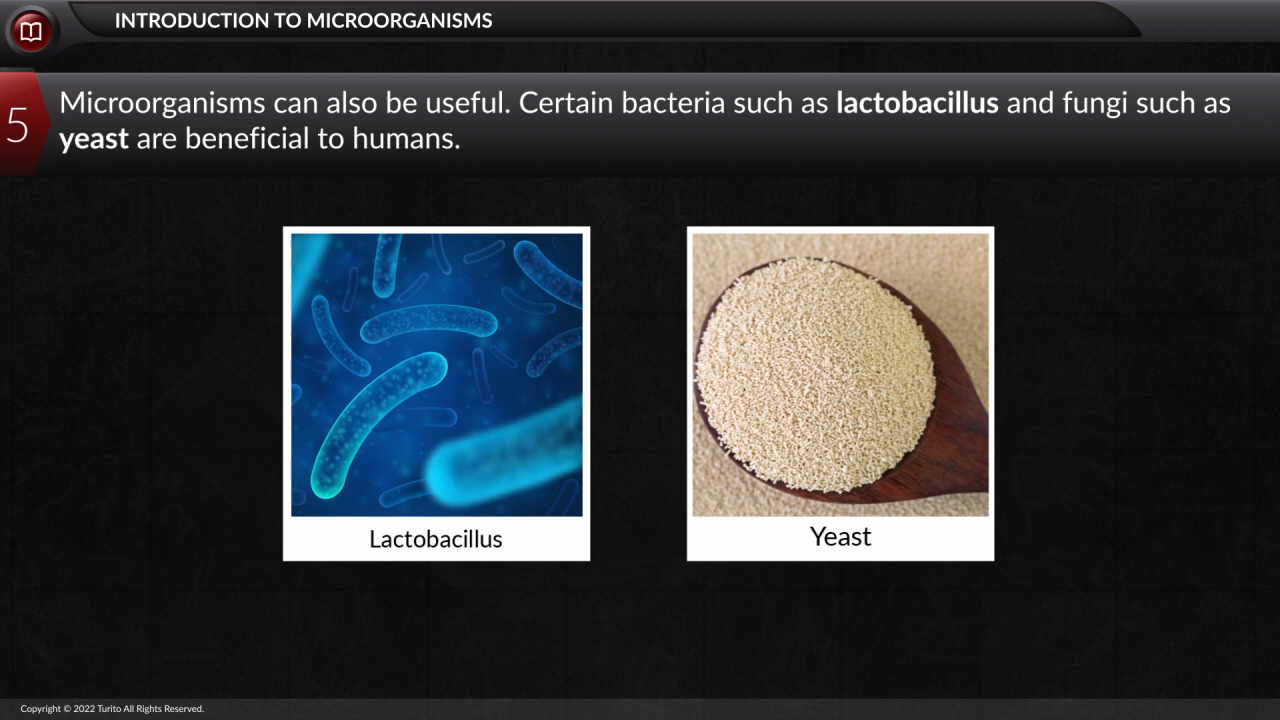 INTRODUCTION TO MICROORGANISMS
5
Microorganisms can also be useful. Certain bacteria such as lactobacillus and fungi such as
yeast are beneficial to humans.
Lactobacillus
Yeast
Copyright © 2022 Turito All Rights Reserved.